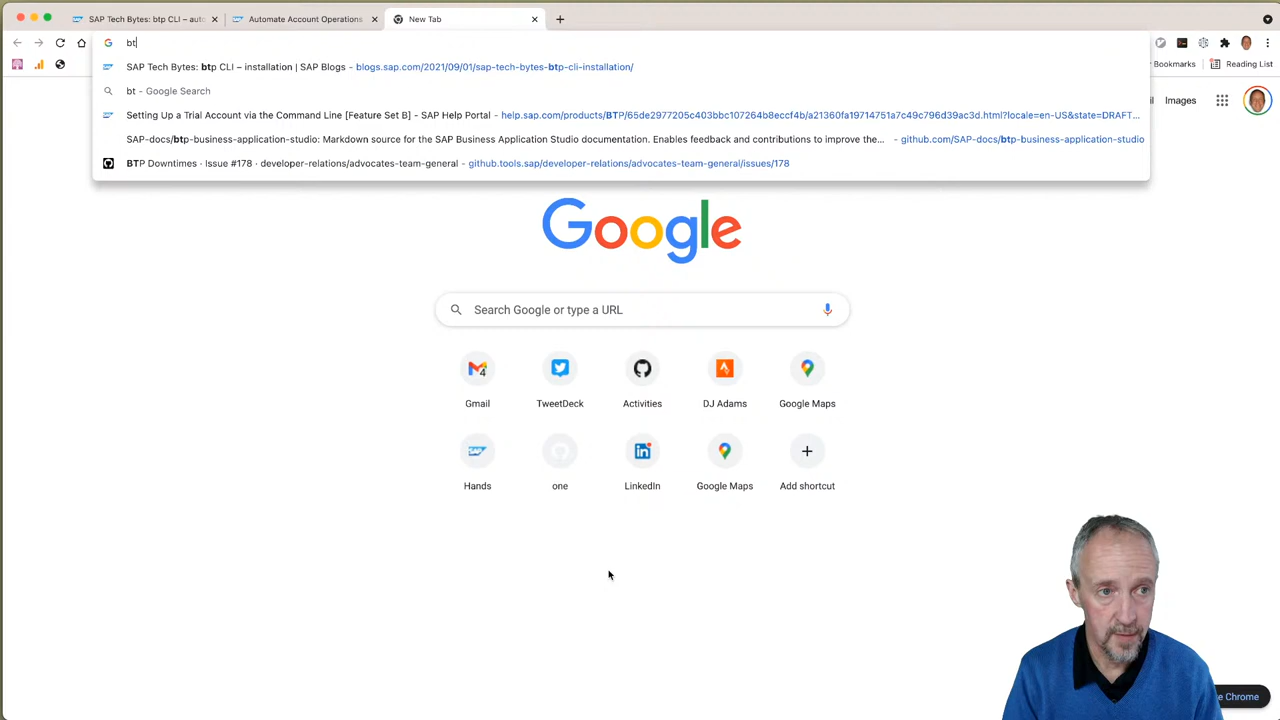 SAP Tech Bytes: btp CLI – auto
Automate Account Operations
New Tab
bt
SAP Tech Bytes: btp CLI – installation | SAP Blogs - blogs.sap.com/2021/09/01/sap-tech-bytes-btp-cli-installation/
Bookmarks
Reading List
bt - Google Search
Images
Setting Up a Trial Account via the Command Line [Feature Set B] - SAP Help Portal - help.sap.com/products/BTP/65de2977205c403bbc107264b8eccf4b/a21360fa19714751a7c49c796d39ac3d.html?locale=en-US&state=DRAFT...
SAP-docs/btp-business-application-studio: Markdown source for the SAP Business Application Studio documentation. Enables feedback and contributions to improve the... - github.com/SAP-docs/btp-business-application-studio
BTP Downtimes · Issue #178 · developer-relations/advocates-team-general - github.tools.sap/developer-relations/advocates-team-general/issues/178
Google
Search Google or type a URL
4
Gmail
TweetDeck
Activities
DJ Adams
Google Maps
SAP
Hands
one
LinkedIn
Google Maps
Add shortcut
Chrome